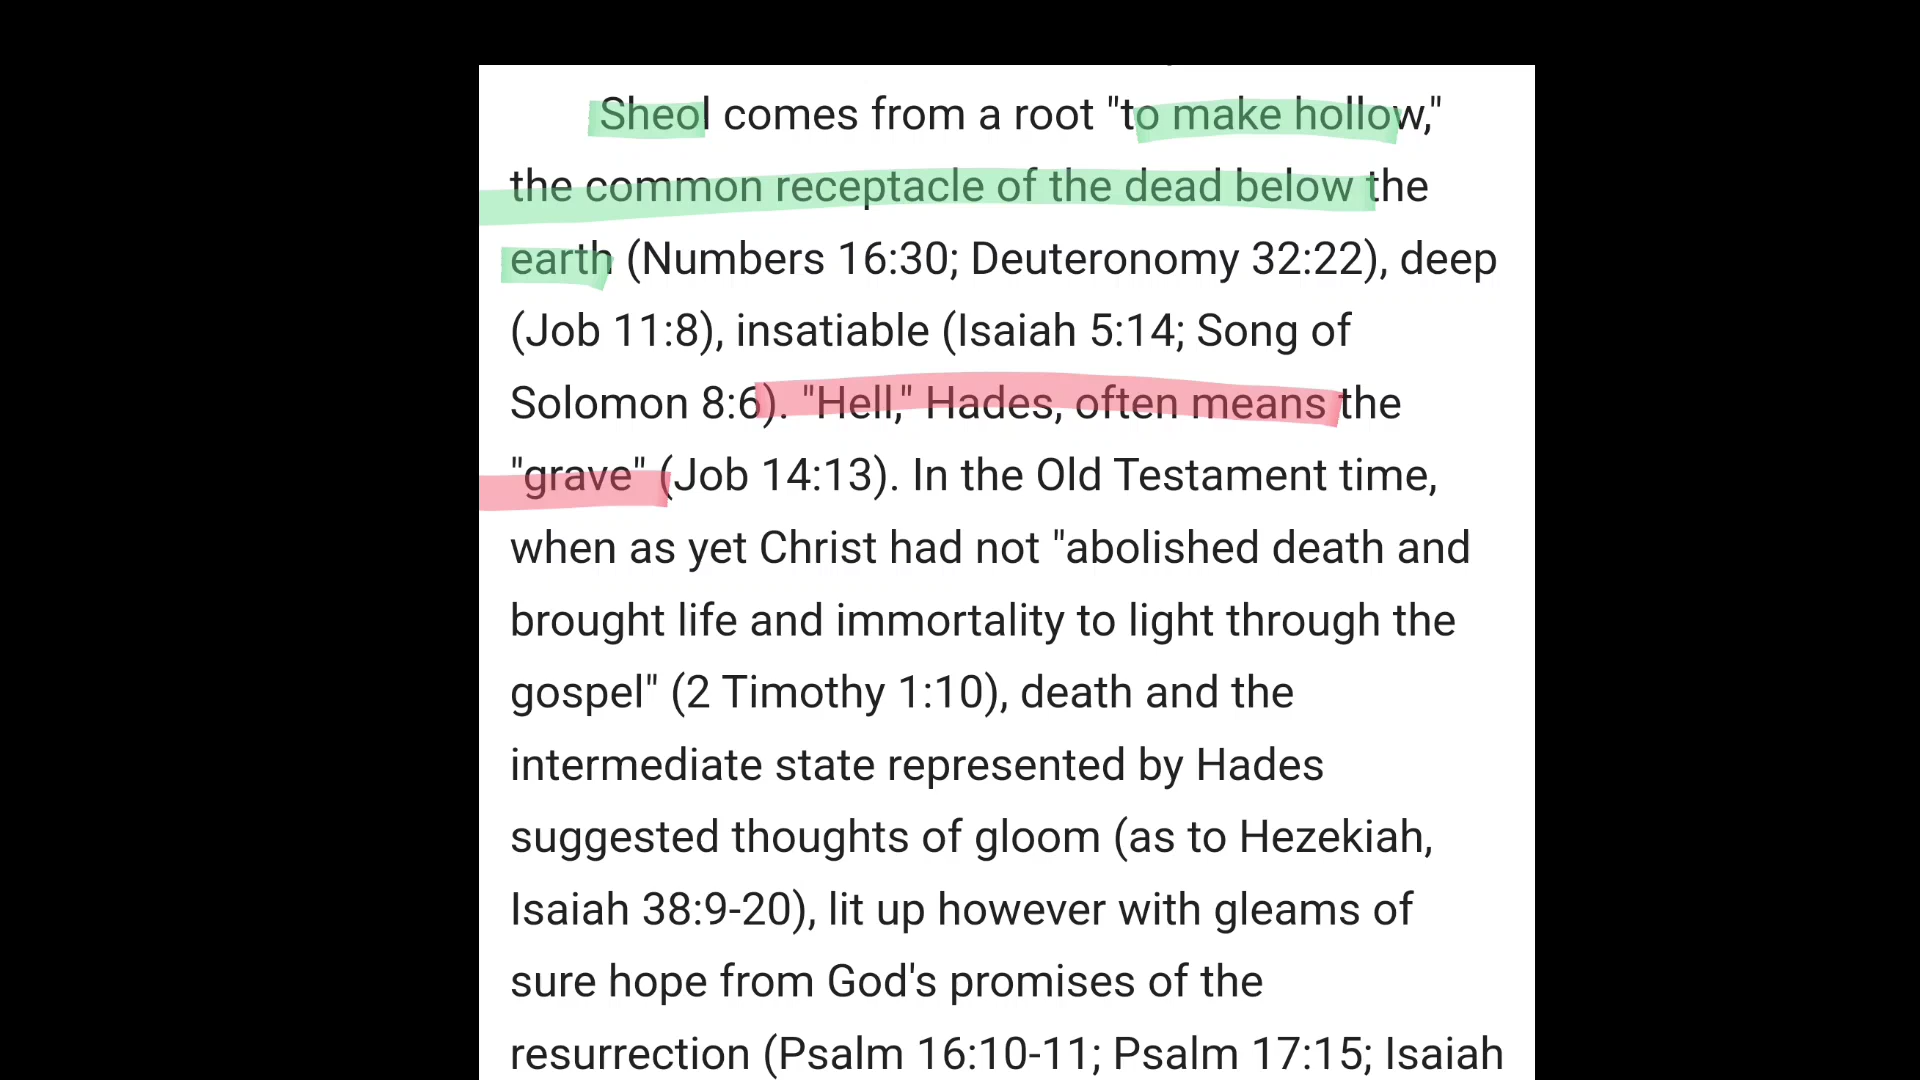 Sheol comes from a root "to make hollow,"
the common receptacle of the dead below the
earth (Numbers 16:30; Deuteronomy 32:22), deep
(Job 11:8), insatiable (Isaiah 5:14; Song of
Solomon 8:6). "Hell," Hades, often means the
"grave" (Job 14:13). In the Old Testament time,
when as yet Christ had not "abolished death and
brought life and immortality to light through the
gospel" (2 Timothy 1:10), death and the
intermediate state represented by Hades
suggested thoughts of gloom (as to Hezekiah,
Isaiah 38:9-20), lit up however with gleams of
sure hope from God's promises of the
resurrection (Psalm 16:10-11; Psalm 17:15; Isaiah